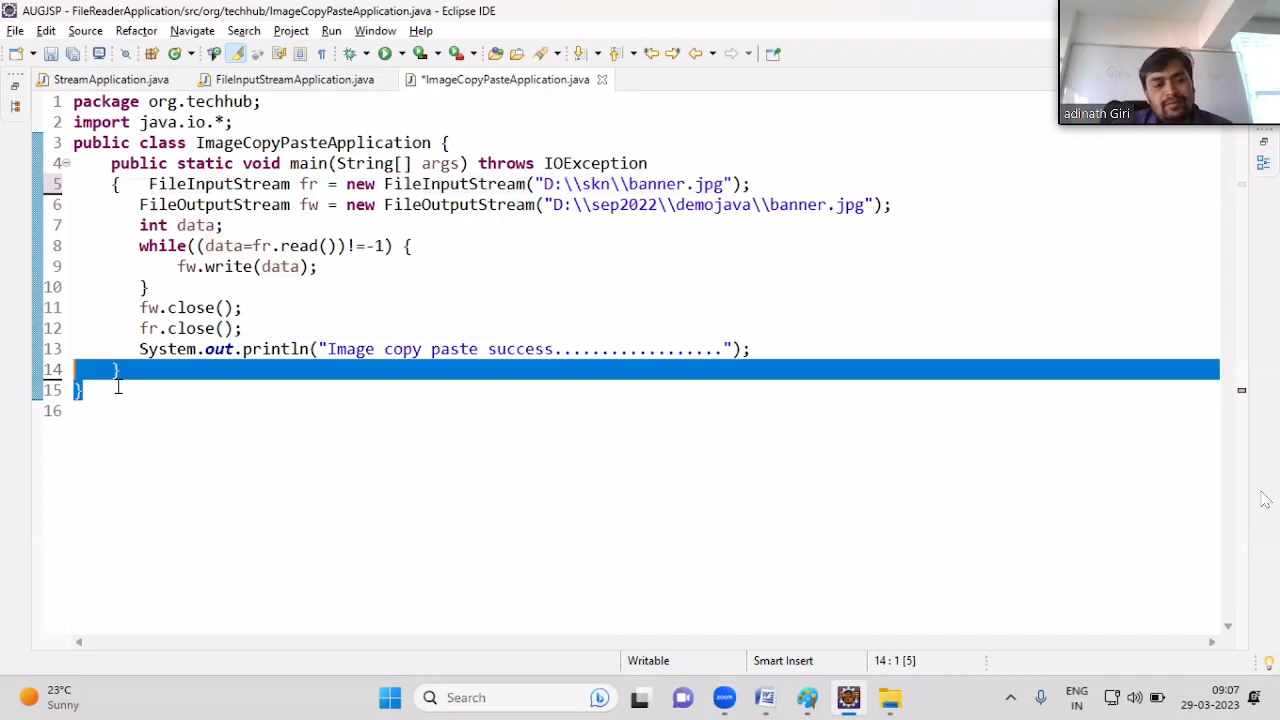 AUGJSP - FileReaderApplication/src/org/techhub/ImageCopyPasteApplication.java - Eclipse IDE
File Edit Source Refactor Navigate Search Project Run Window Help
StreamApplication.java FileInputStreamApplication.java *ImageCopyPasteApplication.java
adinath Giri
1 package org.techhub;
2 import java.io.*;
3 public class ImageCopyPasteApplication {
4 public static void main(String[] args) throws IOException
5 { FileInputStream fr = new FileInputStream("D:\\skn\\banner.jpg");
6 FileOutputStream fw = new FileOutputStream("D:\\sep2022\\demojava\\banner.jpg");
7 int data;
8 while((data=fr.read())!=-1) {
9 fw.write(data);
10 }
11 fw.close();
12 fr.close();
13 System.out.println("Image copy paste success..................");
14 }
15 }
16
Writable Smart Insert 14 : 1 [5]
23°C
Sunny
Search
zoom
ENG
IN
09:07
29-03-2023